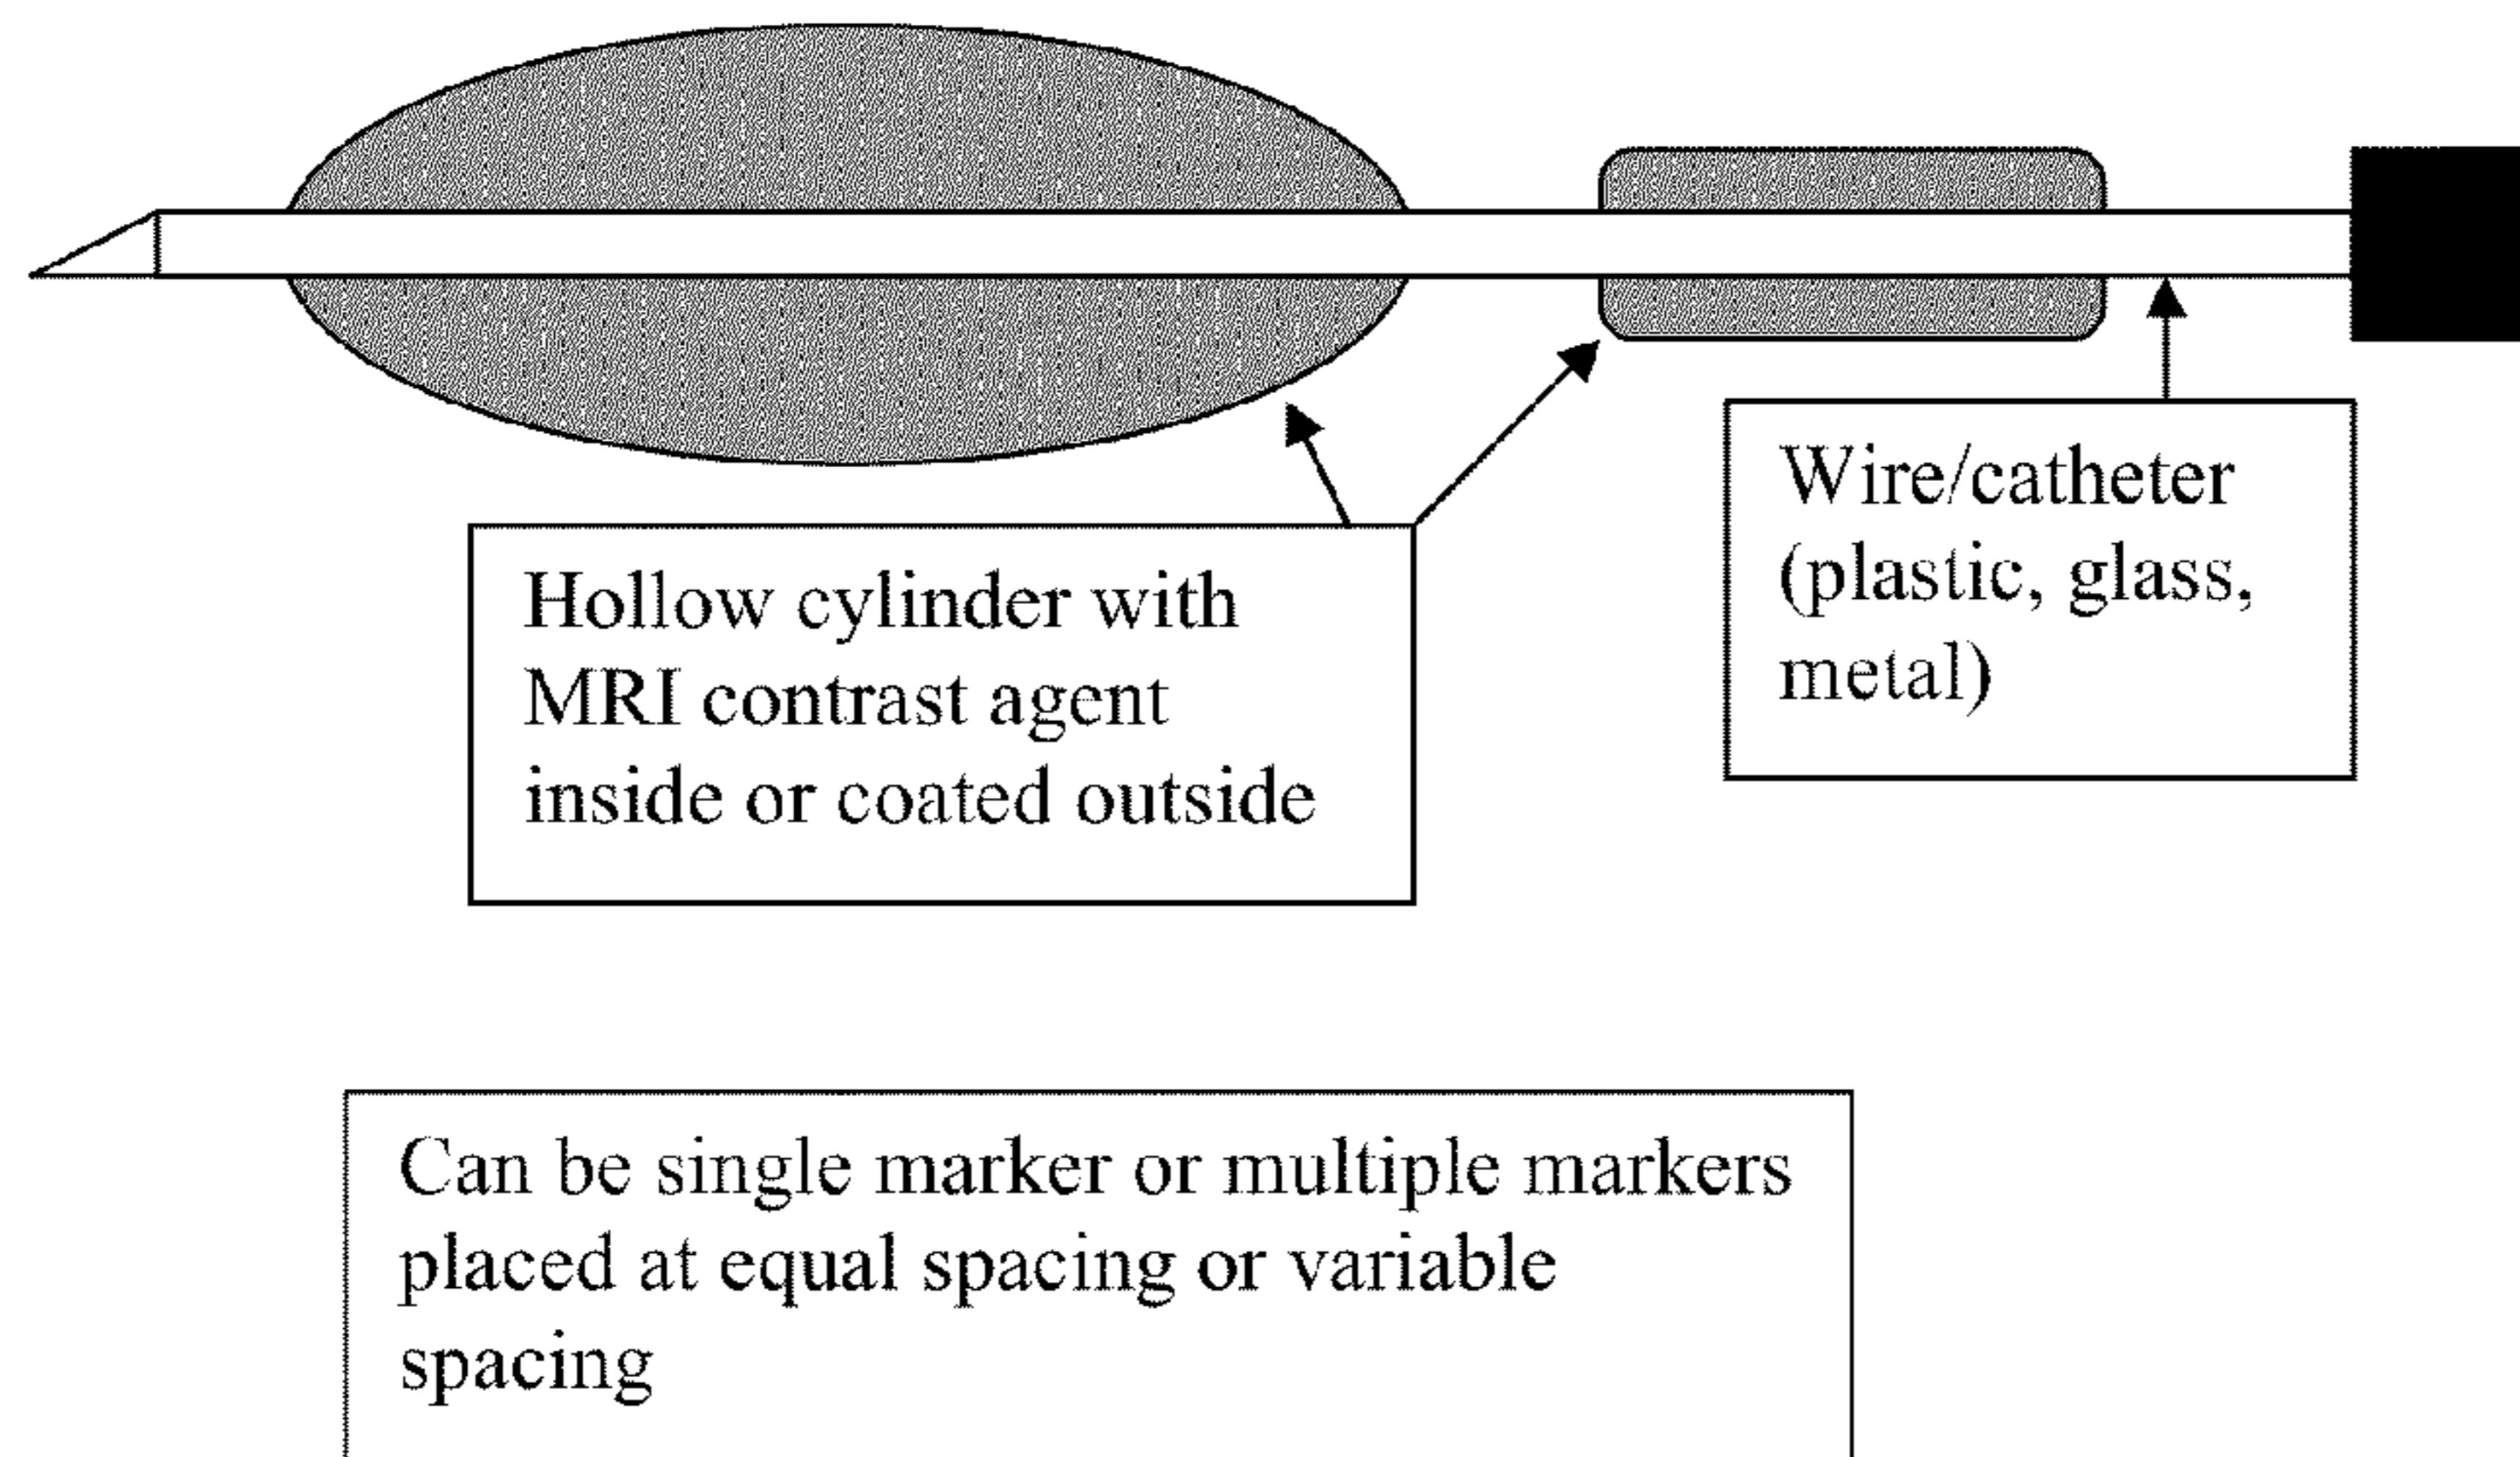 Hollow cylinder with
MRI contrast agent
inside or coated outside
Wire/catheter
(plastic, glass,
metal)
Can be single marker or multiple markers
placed at equal spacing or variable
spacing